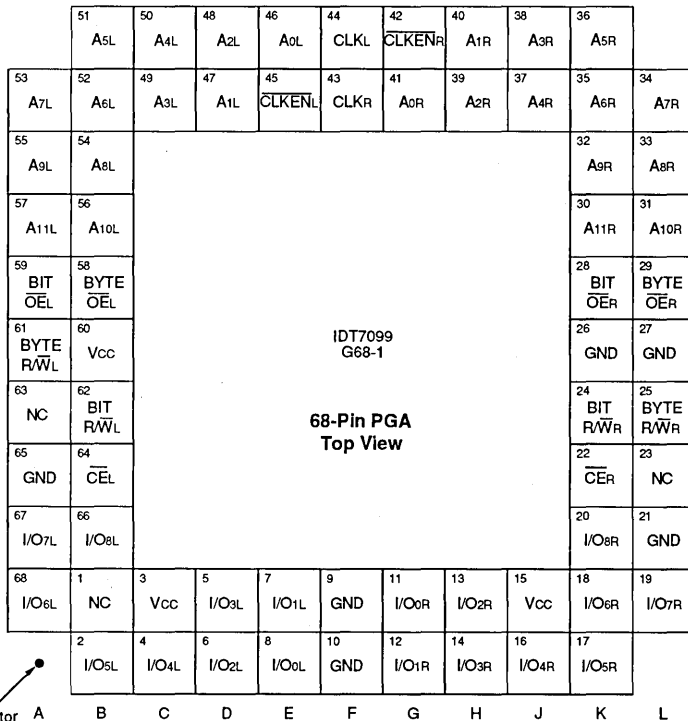 51 50 48 46 44 42 40 38 36
A5L A4L A2L A0L CLKL CLKENR A1R A3R A5R
53 52 49 47 45 43 41 39 37 35 34
A7L A6L A3L A1L CLKENL CLKR A0R A2R A4R A6R A7R
55 54 32 33
A9L A8L A9R A8R
57 56 30 31
A11L A10L A11R A10R
59 58 28 29
BIT BYTE BIT BYTE
OEL OEL OER OER
61 60 26 27
BYTE VCC GND GND
R/WL
IDT7099
G68-1
63 62 24 25
NC BIT BIT BYTE
R/WL R/WR R/WR
68-Pin PGA
Top View
65 64 22 23
GND CEL CER NC
67 66 20 21
I/O7L I/O8L I/O8R GND
68 1 3 5 7 9 11 13 15 18 19
I/O6L NC VCC I/O3L I/O1L GND I/O0R I/O2R VCC I/O6R I/O7R
2 4 6 8 10 12 14 16 17
I/O5L I/O4L I/O2L I/O0L GND I/O1R I/O3R I/O4R I/O5R
A B C D E F G H J K L